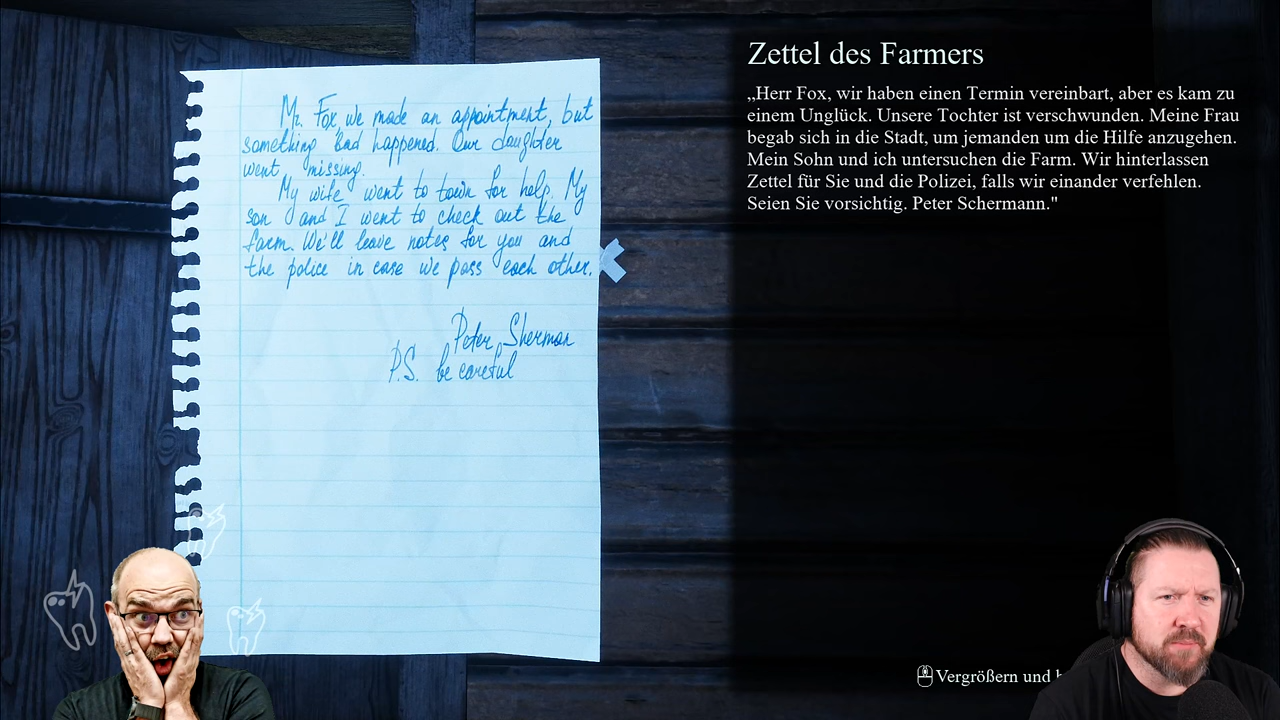 Mr. Fox, we made an appointment, but
something bad happened. Our daughter
went missing.
My wife went to town for help. My
son and I went to check out the
farm. We'll leave notes for you and
the police in case we pass each other.
Peter Sherman
P.S. be careful
Zettel des Farmers
„Herr Fox, wir haben einen Termin vereinbart, aber es kam zu
einem Unglück. Unsere Tochter ist verschwunden. Meine Frau
begab sich in die Stadt, um jemanden um die Hilfe anzugehen.
Mein Sohn und ich untersuchen die Farm. Wir hinterlassen
Zettel für Sie und die Polizei, falls wir einander verfehlen.
Seien Sie vorsichtig. Peter Schermann."
Vergrößern und